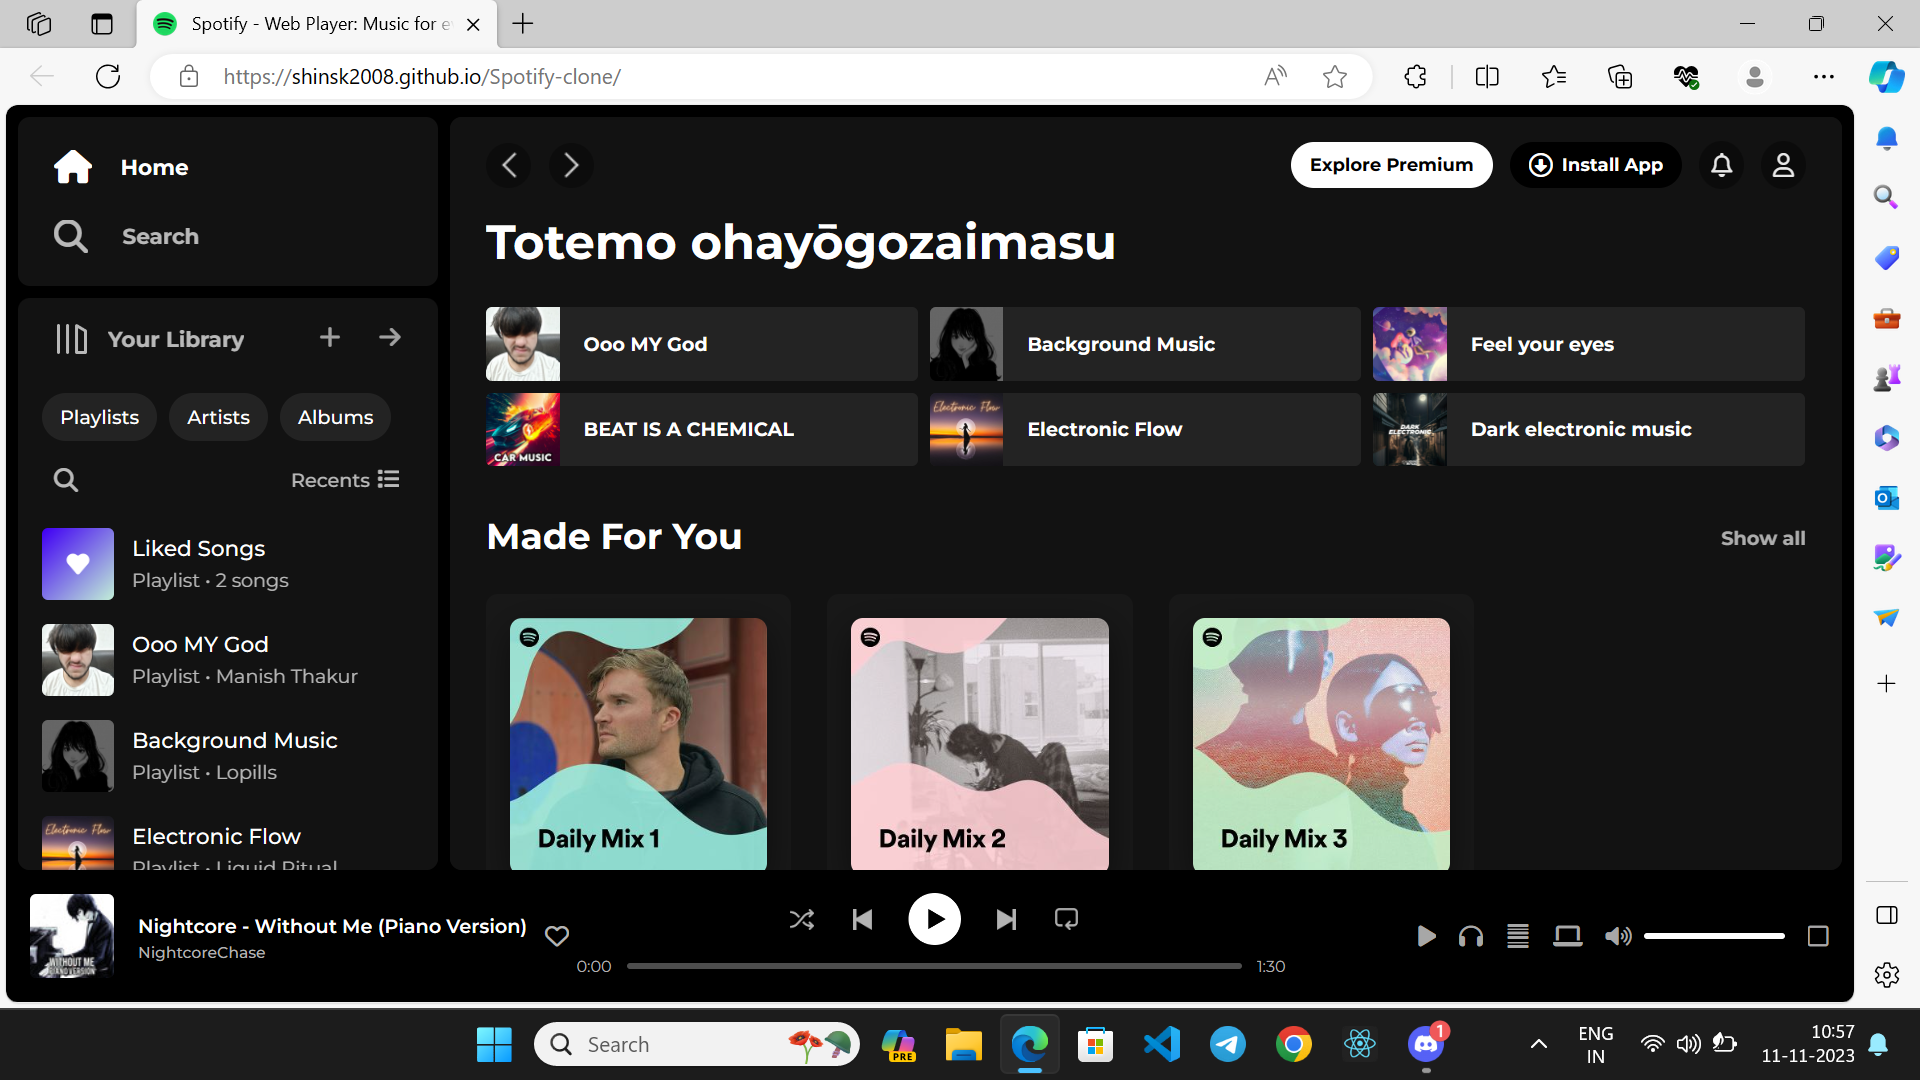 Spotify - Web Player: Music for e
https://shinsk2008.github.io/Spotify-clone/
Home
Search
Your Library
Playlists
Artists
Albums
Recents
Liked Songs
Playlist • 2 songs
Ooo MY God
Playlist • Manish Thakur
Background Music
Playlist • Lopills
Electronic Flow
Electronic Flow
Playlist • Liquid Ritual
Explore Premium
Install App
Totemo ohayōgozaimasu
Ooo MY God
Background Music
Feel your eyes
CAR MUSIC
BEAT IS A CHEMICAL
Electronic Flow
Electronic Flow
DARK
ELECTRONIC
Dark electronic music
Made For You
Show all
Daily Mix 1
Daily Mix 2
Daily Mix 3
WITHOUT ME
PIANO VERSION
Nightcore - Without Me (Piano Version)
NightcoreChase
0:00
1:30
Search
PRE
1
ENG
IN
10:57
11-11-2023